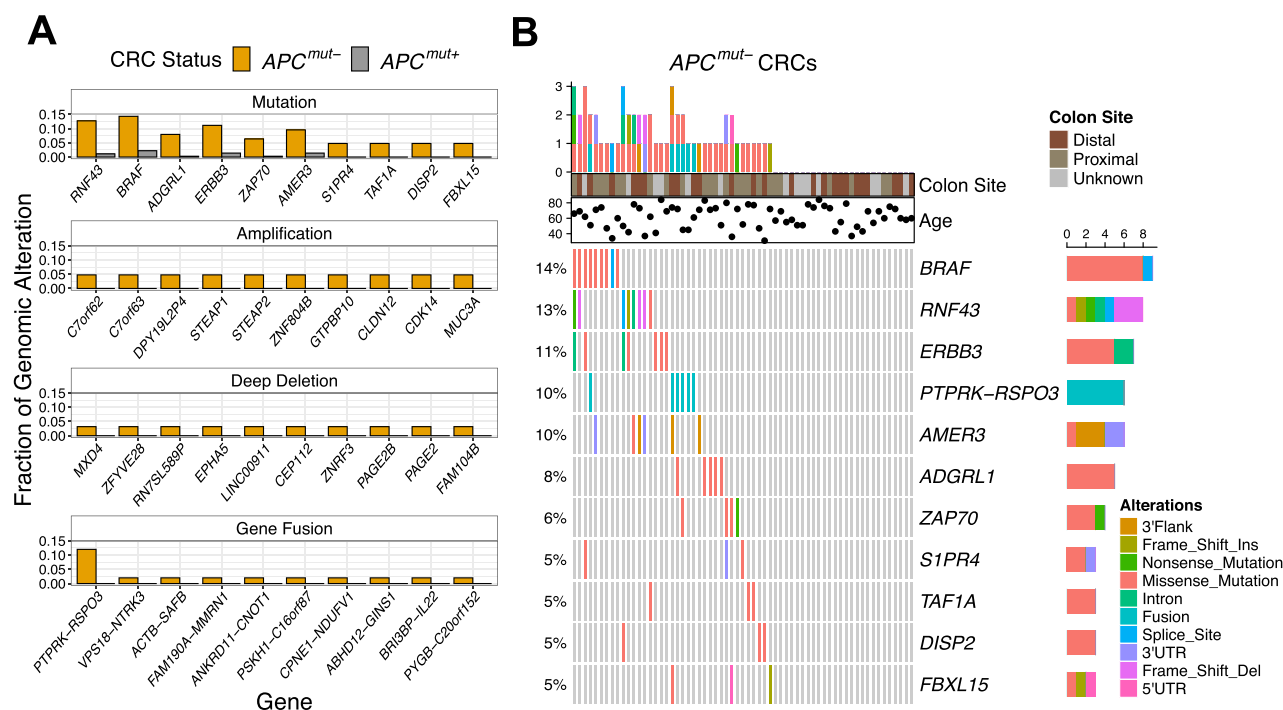 A
CRC Status APC mut− APC mut+
Fraction of Genomic Alteration
Mutation
0.15
0.10
0.05
0.00
RNF43 BRAF ADGRL1 ERBB3 ZAP70 AMER3 S1PR4 TAF1A DISP2 FBXL15
Amplification
0.15
0.10
0.05
0.00
C7orf62 C7orf63 DPY19L2P4 STEAP1 STEAP2 ZNF804B GTPBP10 CLDN12 CDK14 MUC3A
Deep Deletion
0.15
0.10
0.05
0.00
MXD4 ZFYVE28 RN7SL589P EPHA5 LINC00911 CEP112 ZNRF3 PAGE2B PAGE2 FAM104B
Gene Fusion
0.15
0.10
0.05
0.00
PTPRK−RSPO3 VPS18−NTRK3 ACTB−SAFB FAM190A−MMRN1 ANKRD11−CNOT1 PSKH1−C16orf87 CPNE1−NDUFV1 ABHD12−GINS1 BRI3BP−IL22 PYGB−C20orf152
Gene
B
APC mut− CRCs
3
2
1
0
Colon Site
80
60
40
Age
14% BRAF
13% RNF43
11% ERBB3
10% PTPRK−RSPO3
10% AMER3
8% ADGRL1
6% ZAP70
5% S1PR4
5% TAF1A
5% DISP2
5% FBXL15
Colon Site
Distal
Proximal
Unknown
0 2 4 6 8
Alterations
3'Flank
Frame_Shift_Ins
Nonsense_Mutation
Missense_Mutation
Intron
Fusion
Splice_Site
3'UTR
Frame_Shift_Del
5'UTR